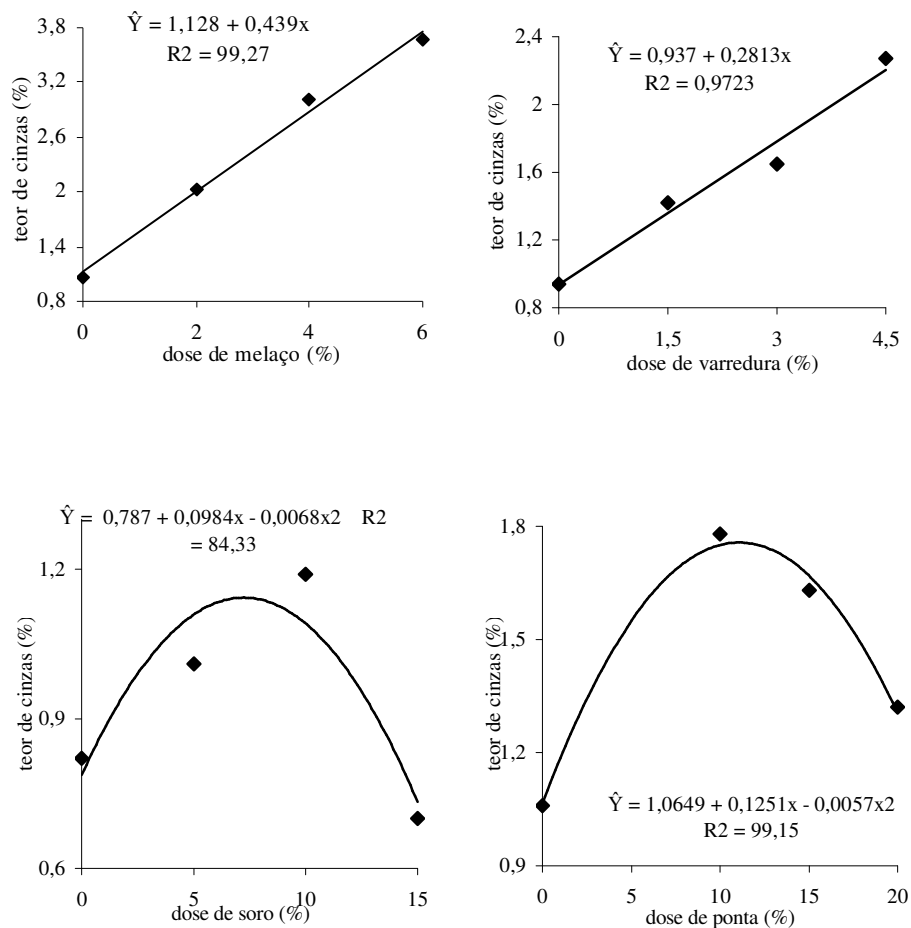 Ŷ = 1,128 + 0,439x
R2 = 99,27
teor de cinzas (%)
3,8
3,2
2,6
2
1,4
0,8
0
2
4
6
dose de melaço (%)
Ŷ = 0,937 + 0,2813x
R2 = 0,9723
teor de cinzas (%)
2,4
2
1,6
1,2
0,8
0
1,5
3
4,5
dose de varredura (%)
Ŷ = 0,787 + 0,0984x - 0,0068x2 R2
= 84,33
teor de cinzas (%)
1,2
0,9
0,6
0
5
10
15
dose de soro (%)
teor de cinzas (%)
1,8
1,5
1,2
0,9
Ŷ = 1,0649 + 0,1251x - 0,0057x2
R2 = 99,15
0
5
10
15
20
dose de ponta (%)